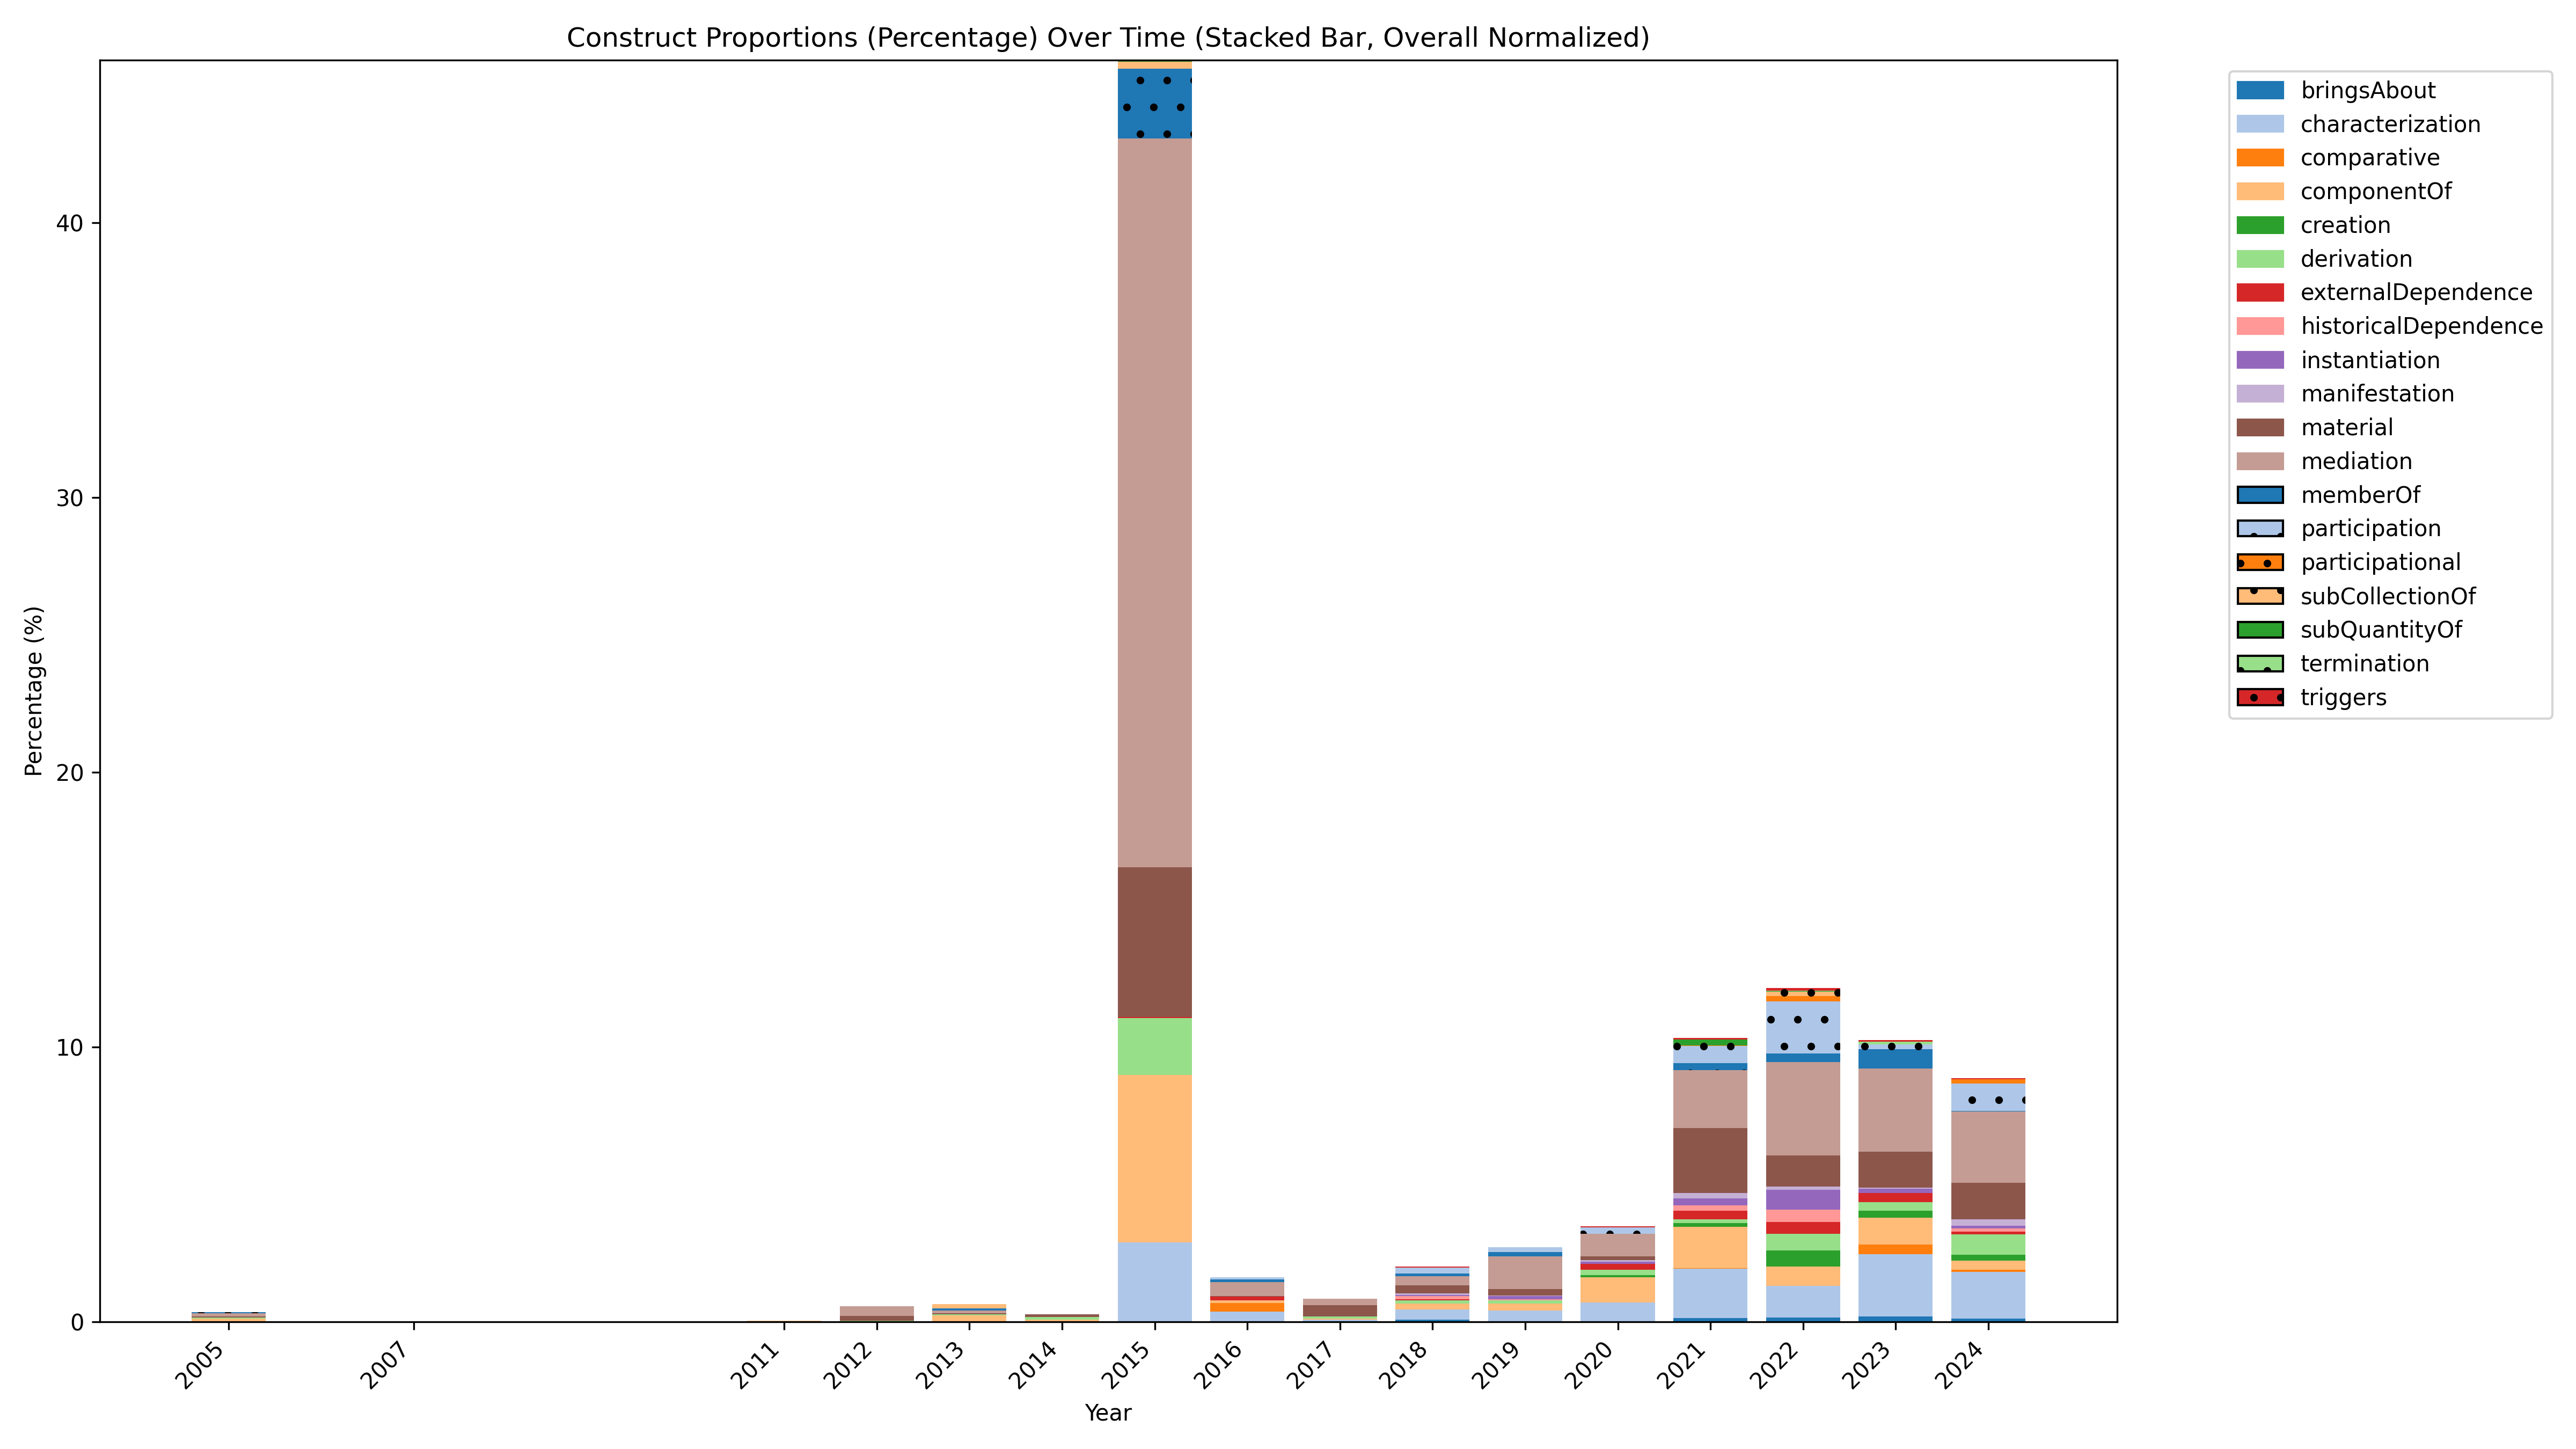 Construct Proportions (Percentage) Over Time (Stacked Bar, Overall Normalized)
Percentage (%)
40
30
20
10
0
2005
2007
2011
2012
2013
2014
2015
2016
2017
2018
2019
2020
2021
2022
2023
2024
Year
bringsAbout
characterization
comparative
componentOf
creation
derivation
externalDependence
historicalDependence
instantiation
manifestation
material
mediation
memberOf
participation
participational
subCollectionOf
subQuantityOf
termination
triggers